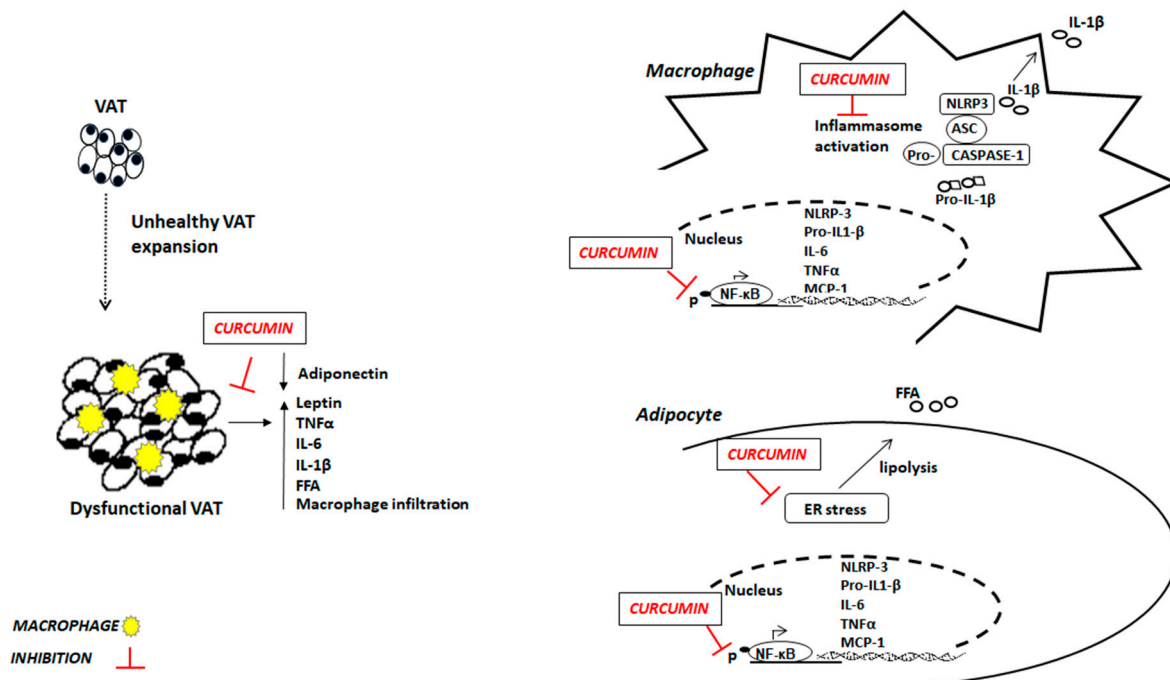 VAT
Unhealthy VAT
expansion
CURCUMIN
Adiponectin
Leptin
TNFα
IL-6
IL-1β
FFA
Macrophage infiltration
Dysfunctional VAT
MACROPHAGE
INHIBITION
Macrophage
CURCUMIN
Inflammasome
activation
IL-1β
IL-1β
NLRP3
ASC
Pro-
CASPASE-1
Pro-IL-1β
CURCUMIN
Nucleus
NLRP-3
Pro-IL1-β
IL-6
TNFα
MCP-1
p
NF-κB
Adipocyte
FFA
CURCUMIN
lipolysis
ER stress
CURCUMIN
Nucleus
NLRP-3
Pro-IL1-β
IL-6
TNFα
MCP-1
p
NF-κB